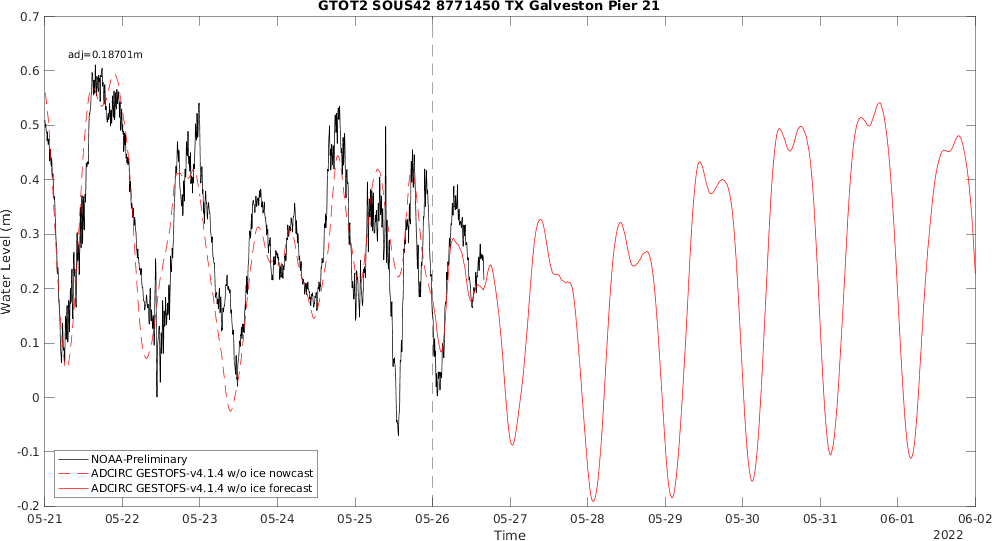 GTOT2 SOUS42 8771450 TX Galveston Pier 21
0.7
adj=0.18701m
0.6
0.5
0.4
0.3
0.2
0.1
0
-0.1
-0.2
Water Level (m)
NOAA-Preliminary
ADCIRC GESTOFS-v4.1.4 w/o ice nowcast
ADCIRC GESTOFS-v4.1.4 w/o ice forecast
05-21 05-22 05-23 05-24 05-25 05-26 05-27 05-28 05-29 05-30 05-31 06-01 06-02
Time
2022